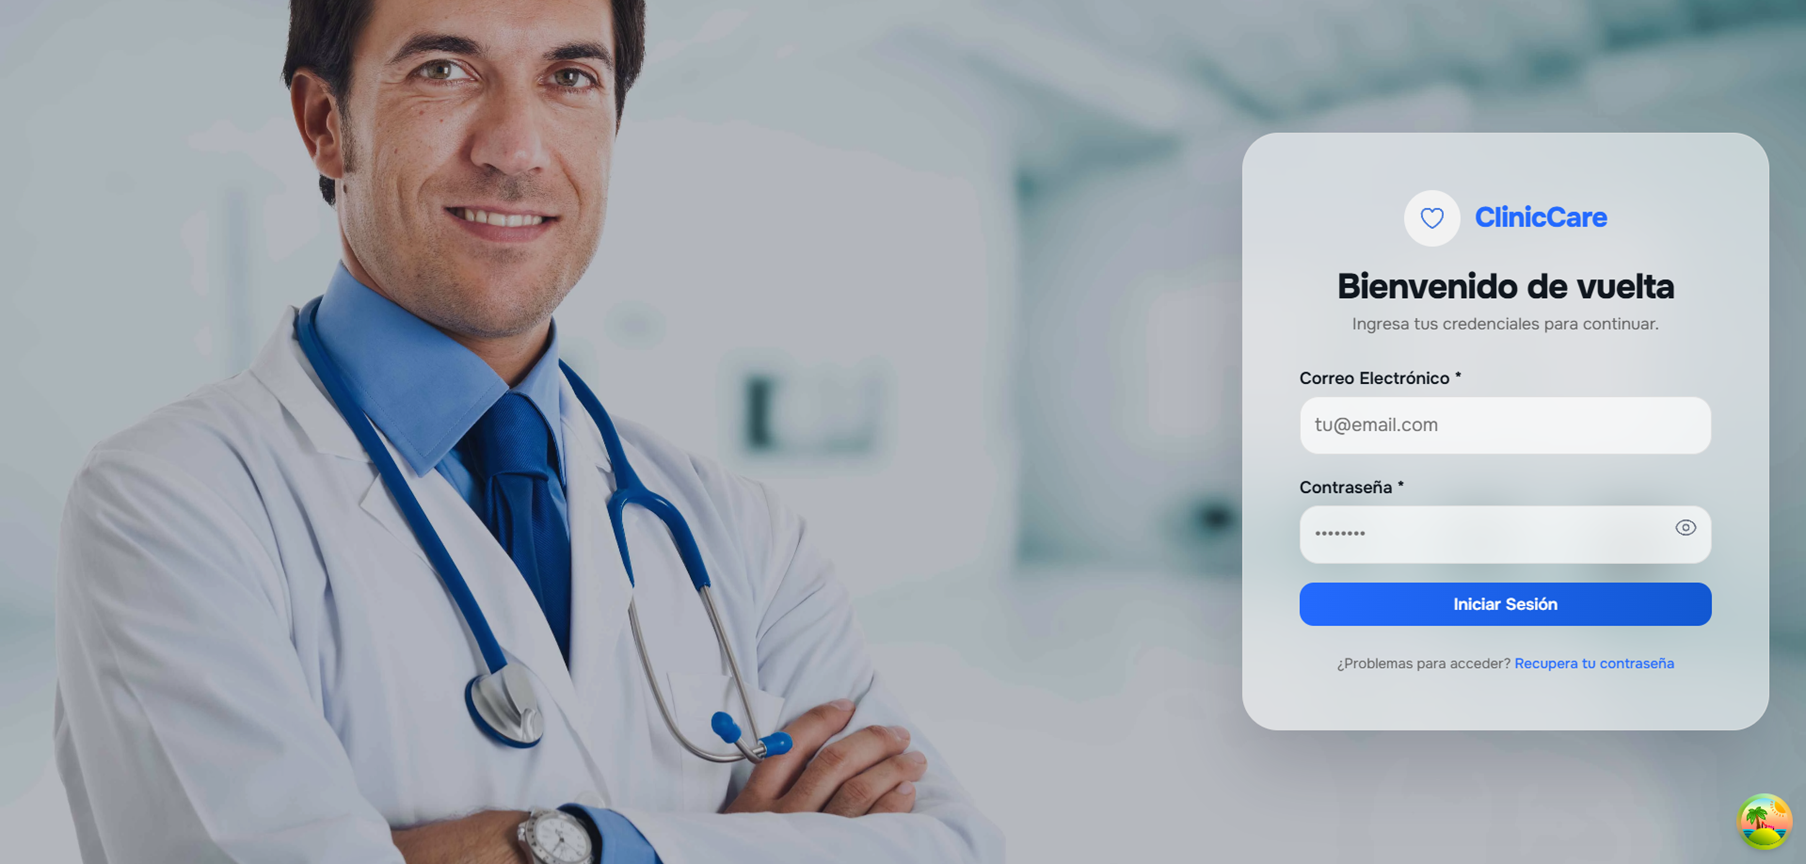 ClinicCare
Bienvenido de vuelta
Ingresa tus credenciales para continuar.
Correo Electrónico *
tu@email.com
Contraseña *
••••••••
Iniciar Sesión
¿Problemas para acceder? Recupera tu contraseña